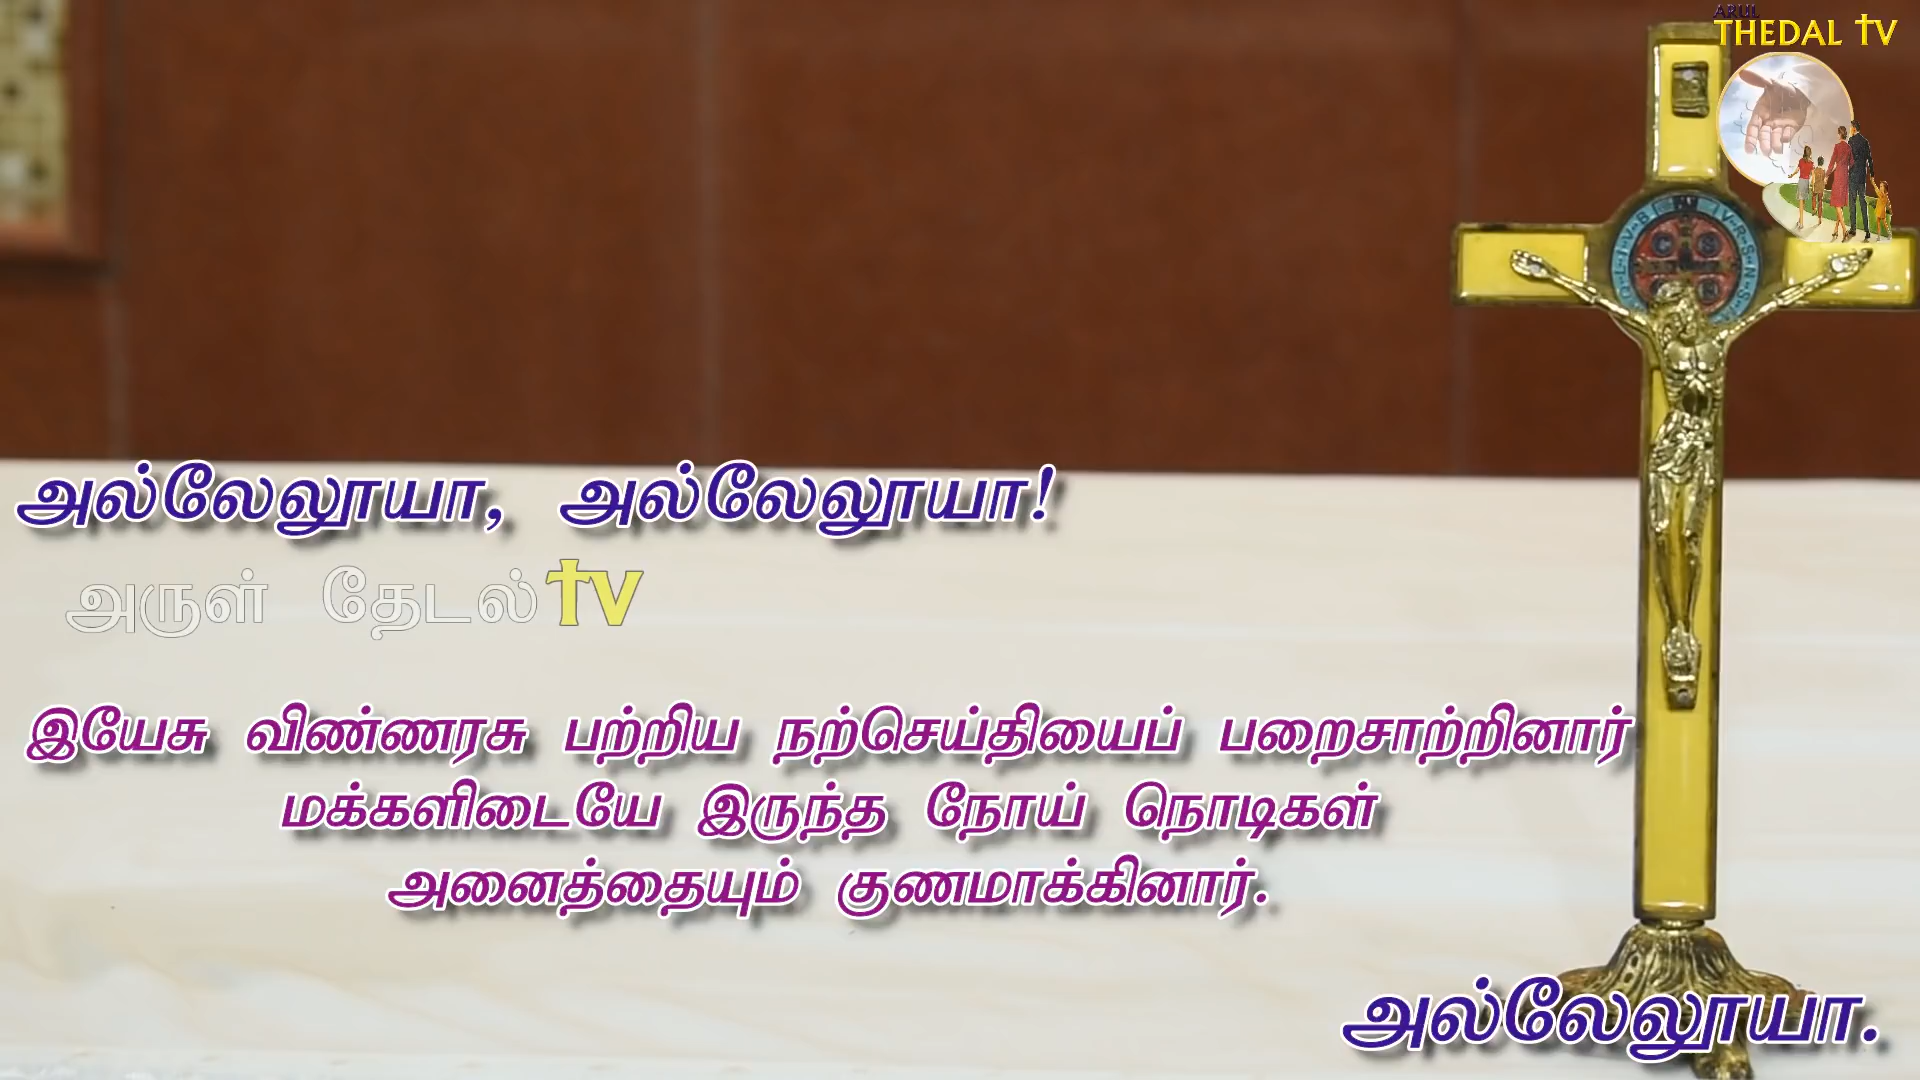 ARUL
THEDAL TV
அல்லேலூயா, அல்லேலூயா!
அருள் தேடல் TV
இயேசு விண்ணரசு பற்றிய நற்செய்தியைப் பறைசாற்றினார்
மக்களிடையே இருந்த நோய் நொடிகள்
அனைத்தையும் குணமாக்கினார்.
அல்லேலூயா.